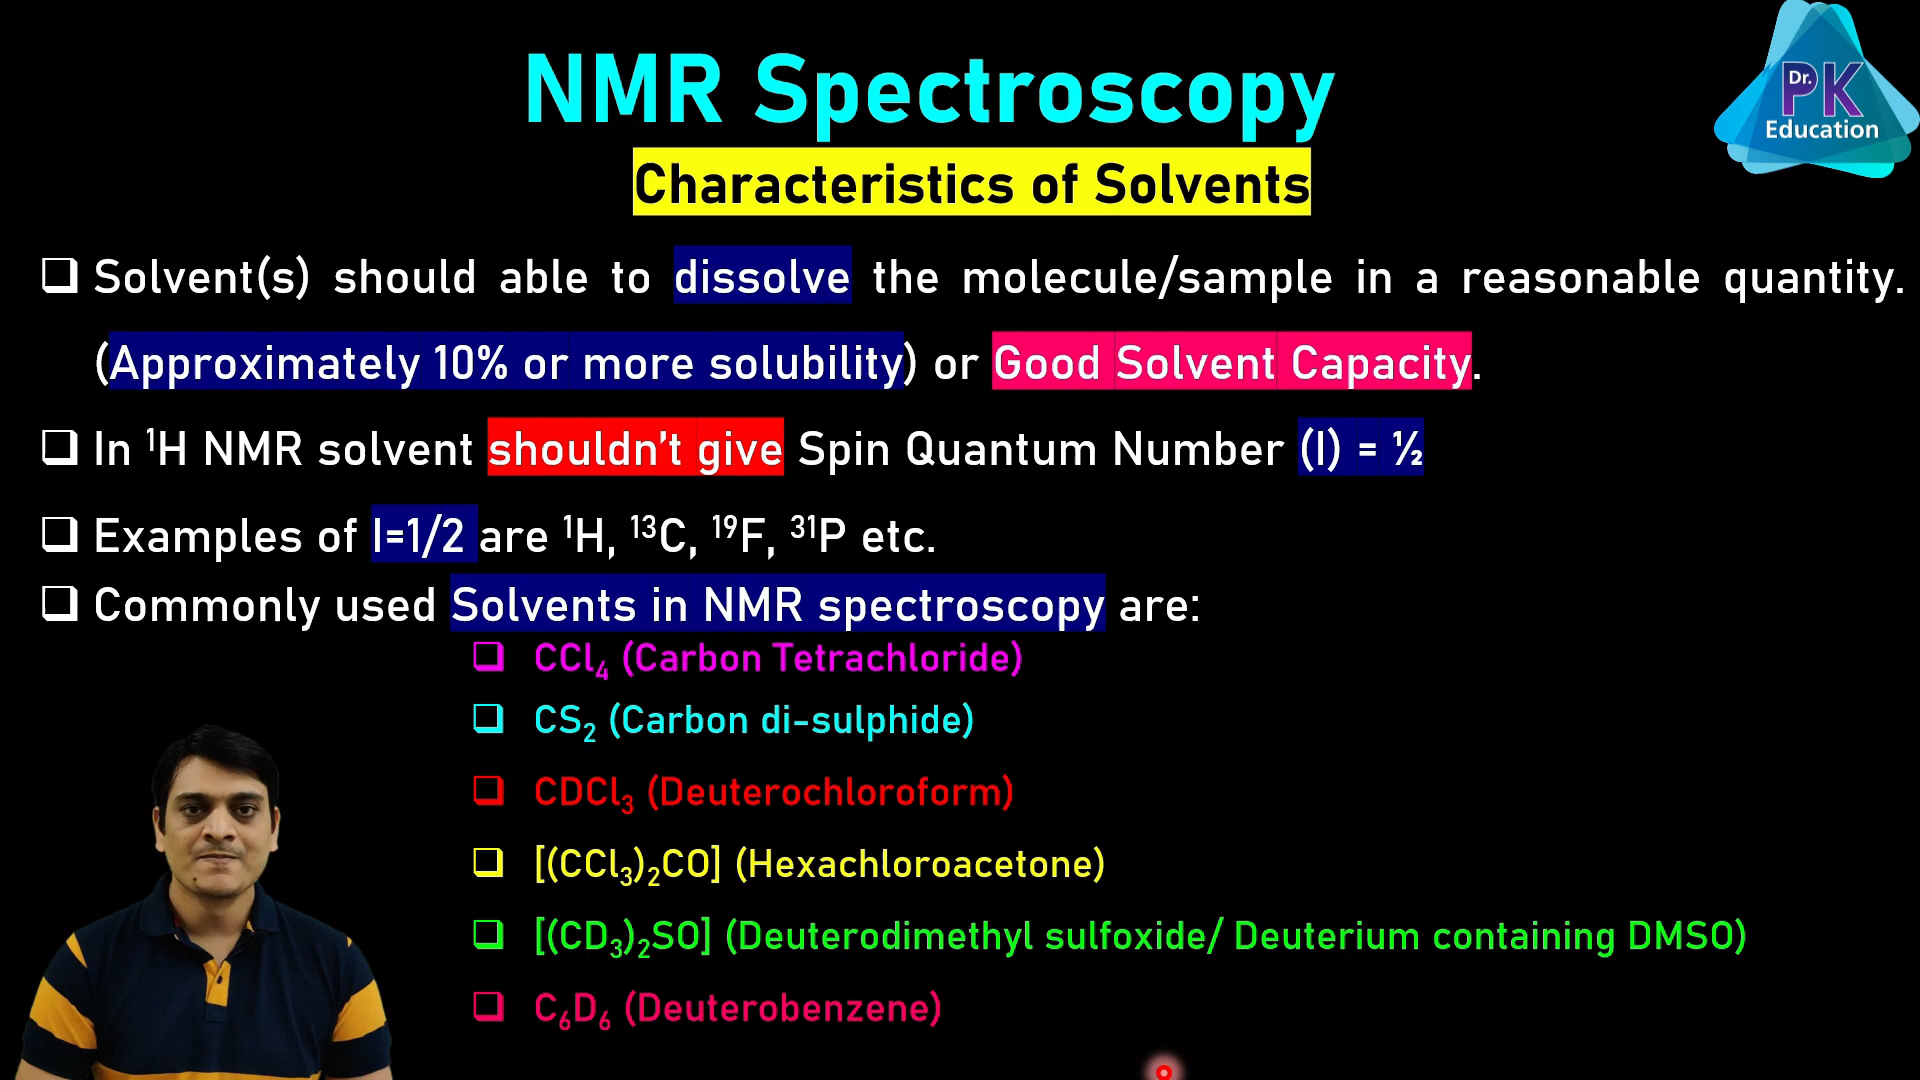 NMR Spectroscopy
Dr.
PK
Education
Characteristics of Solvents
❑ Solvent(s) should able to dissolve the molecule/sample in a reasonable quantity.
(Approximately 10% or more solubility) or Good Solvent Capacity.
❑ In ¹H NMR solvent shouldn't give Spin Quantum Number (I) = ½
❑ Examples of I=1/2 are ¹H, ¹³C, ¹⁹F, ³¹P etc.
❑ Commonly used Solvents in NMR spectroscopy are:
❑ CCl₄ (Carbon Tetrachloride)
❑ CS₂ (Carbon di-sulphide)
❑ CDCl₃ (Deuterochloroform)
❑ [(CCl₃)₂CO] (Hexachloroacetone)
❑ [(CD₃)₂SO] (Deuterodimethyl sulfoxide/ Deuterium containing DMSO)
❑ C₆D₆ (Deuterobenzene)